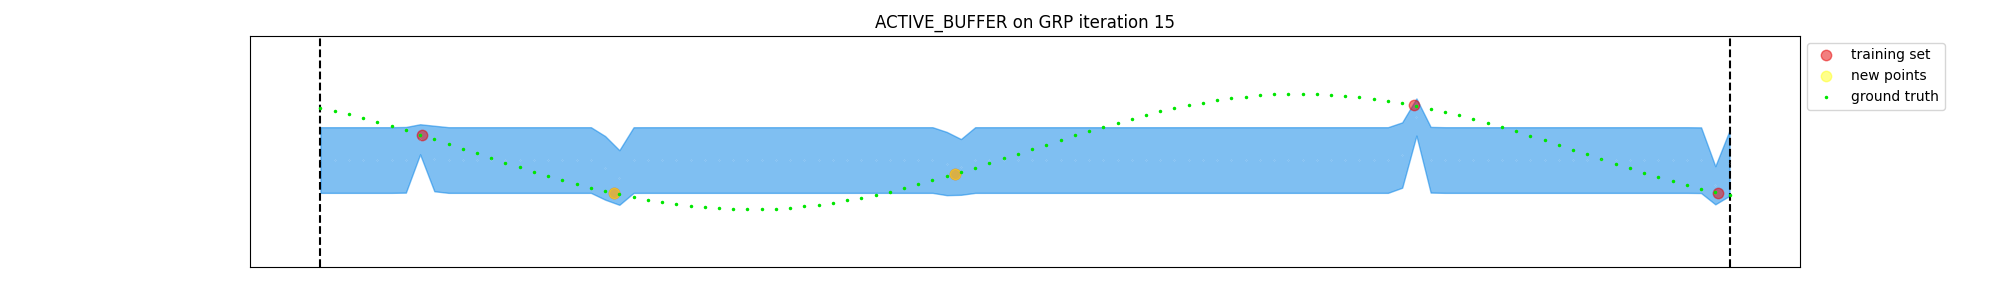 ACTIVE_BUFFER on GRP iteration 15
training set
new points
ground truth